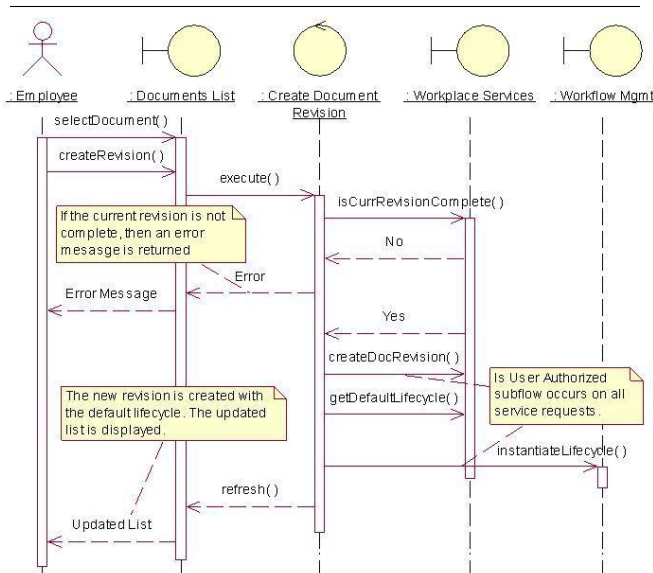 : Employee
: Documents List
: Create Document
Revision
: Workplace Services
: Workflow Mgmt
selectDocument( )
createRevision( )
execute( )
isCurrRevisionComplete( )
If the current revision is not
complete, then an error
mesasge is returned
No
Error
Error Message
Yes
createDocRevision( )
Is User Authorized
subflow occurs on all
service requests.
The new revision is created with
the default lifecycle. The updated
list is displayed.
getDefaultLifecycle( )
instantiateLifecycle( )
refresh( )
Updated List